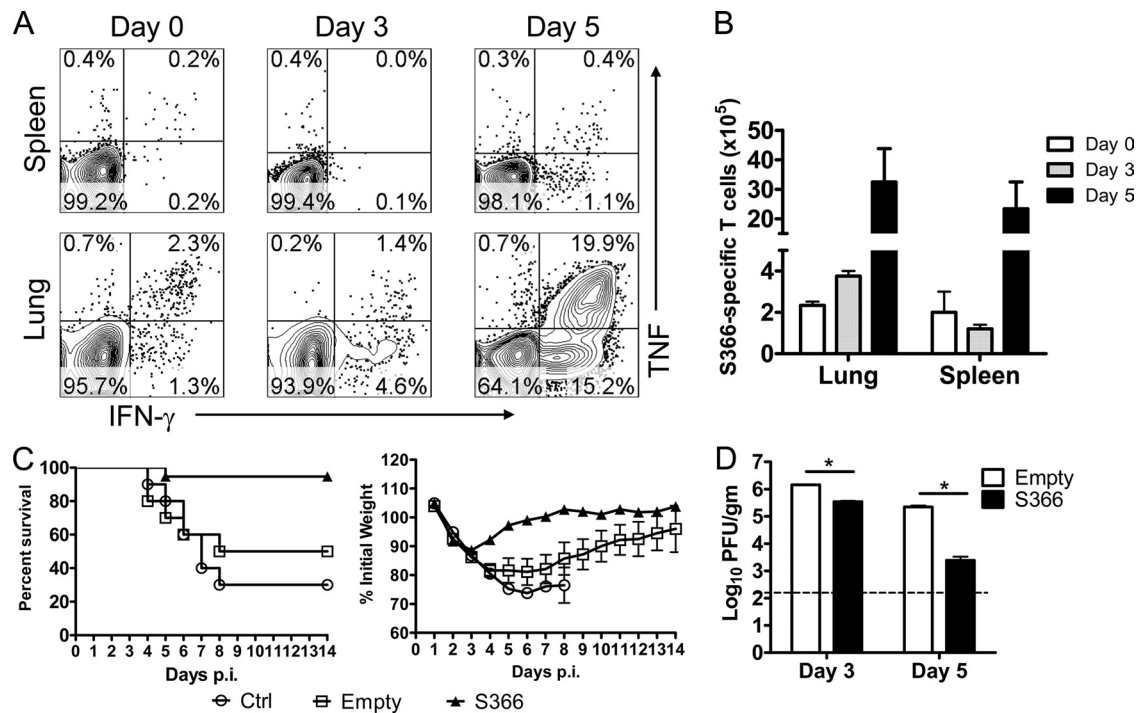 A
Day 0 Day 3 Day 5
Spleen
0.4% 0.2%
99.2% 0.2%
0.4% 0.0%
99.4% 0.1%
0.3% 0.4%
98.1% 1.1%
Lung
0.7% 2.3%
95.7% 1.3%
0.2% 1.4%
93.9% 4.6%
0.7% 19.9%
64.1% 15.2%
IFN-γ
TNF
B
S366-specific T cells (x10⁵)
50
40
30
20
4
2
0
Lung Spleen
Day 0
Day 3
Day 5
C
Percent survival
100
80
60
40
20
0
0 1 2 3 4 5 6 7 8 9 10 11 12 13 14
Days p.i.
% Initial Weight
120
110
100
90
80
70
60
0 1 2 3 4 5 6 7 8 9 10 11 12 13 14
Days p.i.
Ctrl Empty S366
D
Log₁₀ PFU/gm
7
6
5
4
3
2
1
0
*
*
Day 3 Day 5
Empty
S366